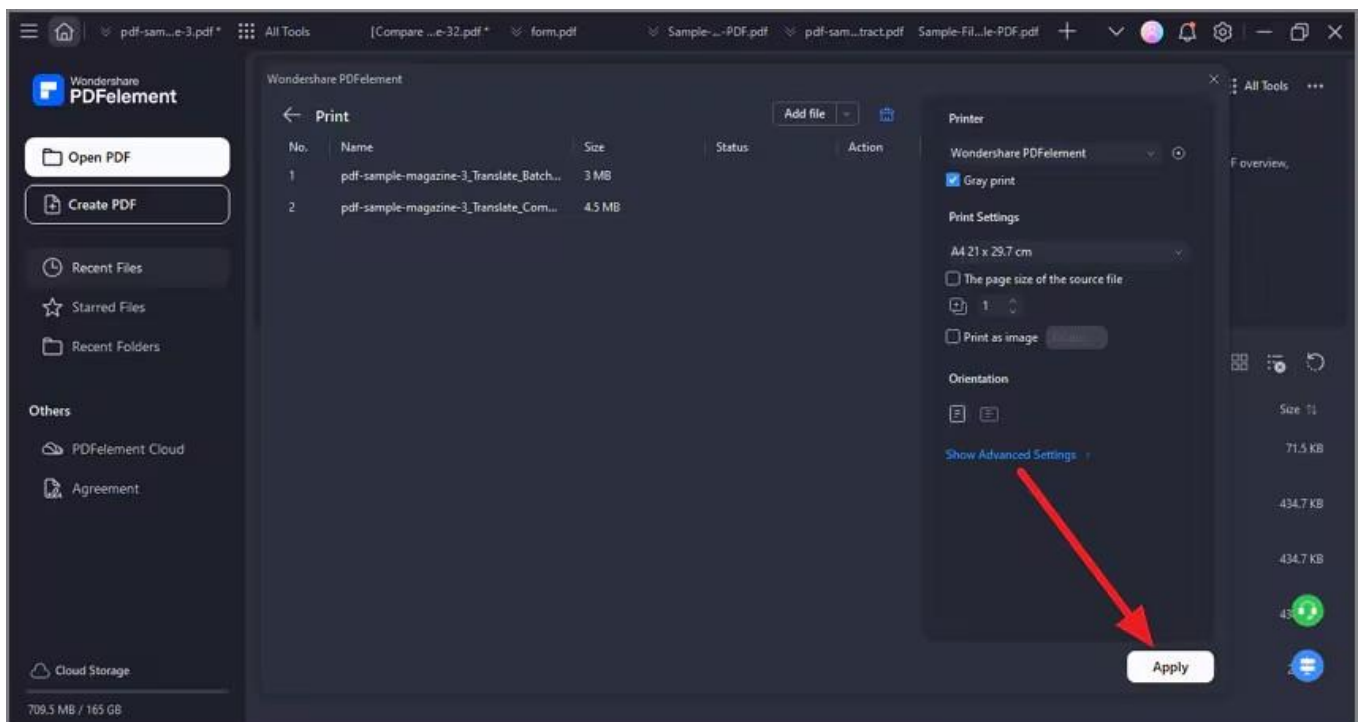 pdf-sam...e-3.pdf *
All Tools
[Compare ...e-32.pdf *
form.pdf
Sample-...-PDF.pdf
pdf-sam...tract.pdf
Sample-Fil...le-PDF.pdf
Wondershare
PDFelement
Open PDF
Create PDF
Recent Files
Starred Files
Recent Folders
Others
PDFelement Cloud
Agreement
Cloud Storage
709.5 MB / 165 GB
Wondershare PDFelement
Print
Add file
No. Name Size Status Action
1 pdf-sample-magazine-3_Translate_Batch... 3 MB
2 pdf-sample-magazine-3_Translate_Com... 4.5 MB
Printer
Wondershare PDFelement
Gray print
Print Settings
A4 21 x 29.7 cm
The page size of the source file
1
Print as image
Orientation
Show Advanced Settings
Apply
All Tools
F overview,
Size
71.5 KB
434.7 KB
434.7 KB